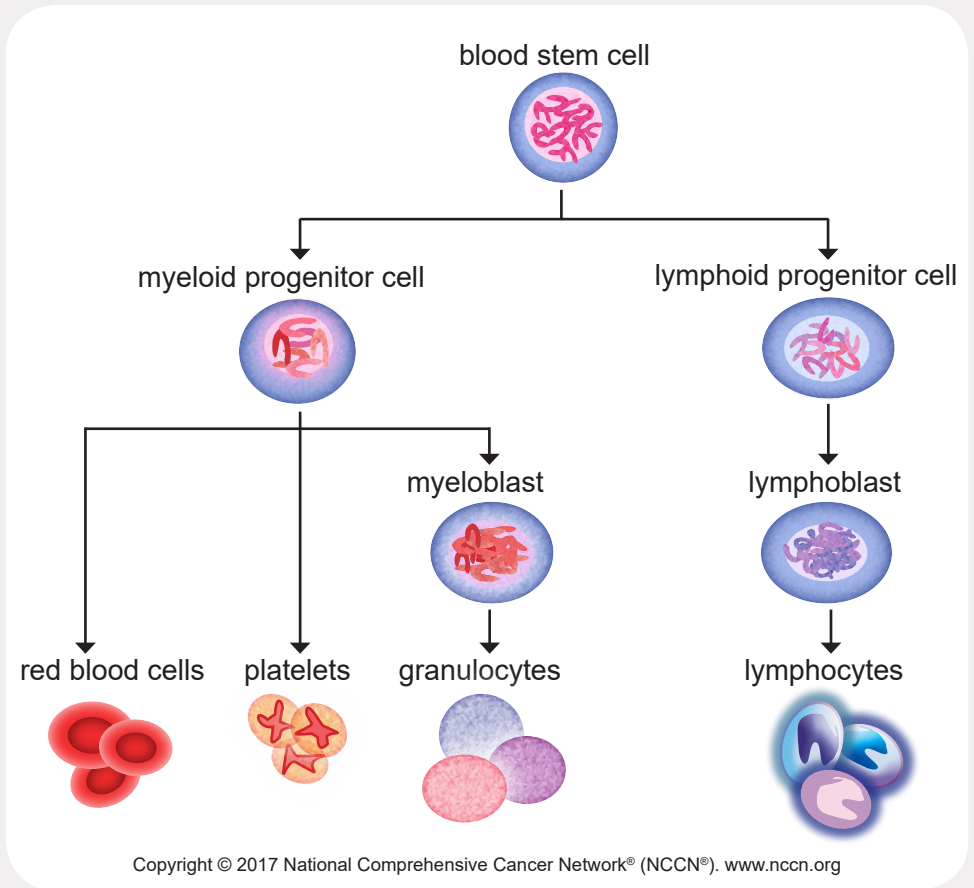 blood stem cell
myeloid progenitor cell
lymphoid progenitor cell
myeloblast
lymphoblast
red blood cells
platelets
granulocytes
lymphocytes
Copyright © 2017 National Comprehensive Cancer Network® (NCCN®). www.nccn.org